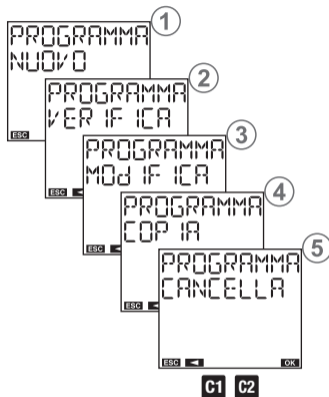 1
PROGRAMMA
NUOVO
ESC
2
PROGRAMMA
VERIFICA
ESC
3
PROGRAMMA
MOdIFICA
ESC
4
PROGRAMMA
COPIA
ESC
5
PROGRAMMA
CANCELLA
ESC OK
C1 C2